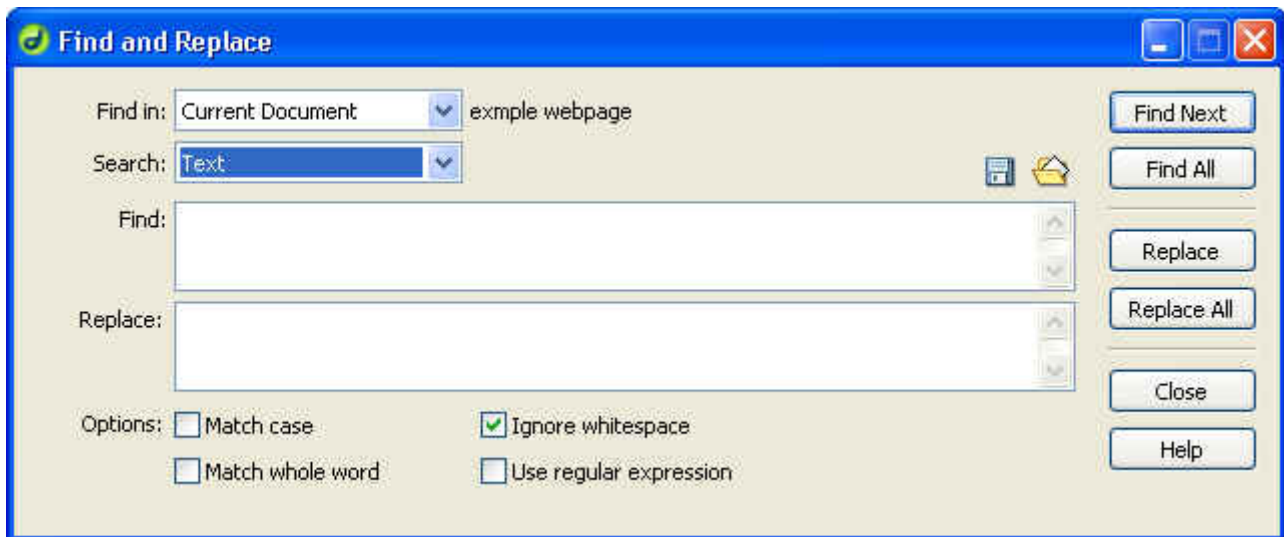 Find and Replace
Find in: Current Document exmple webpage
Find Next
Search: Text
Find All
Find:
Replace
Replace:
Replace All
Close
Options: Match case Ignore whitespace
Help
Match whole word Use regular expression